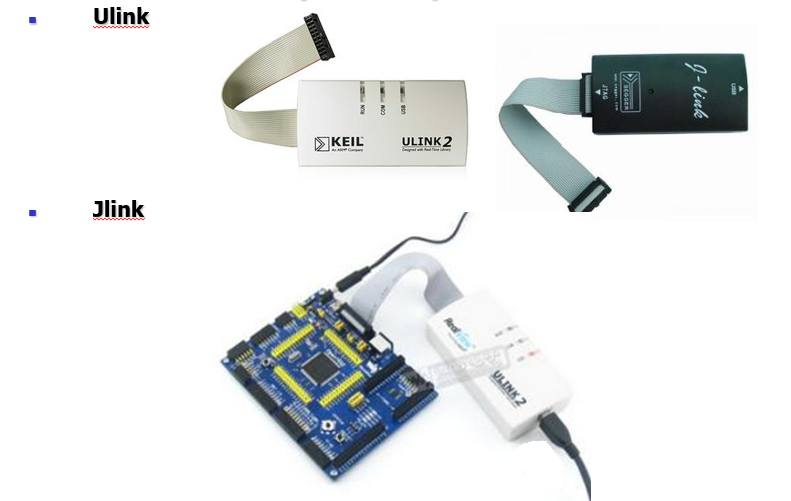 Ulink
RUN
COM
USB
KEIL
An ARM® Company
ULINK2
Designed with Real-Time Library
J-link
SEGGER
JTAG
USB
Jlink
ULINK2